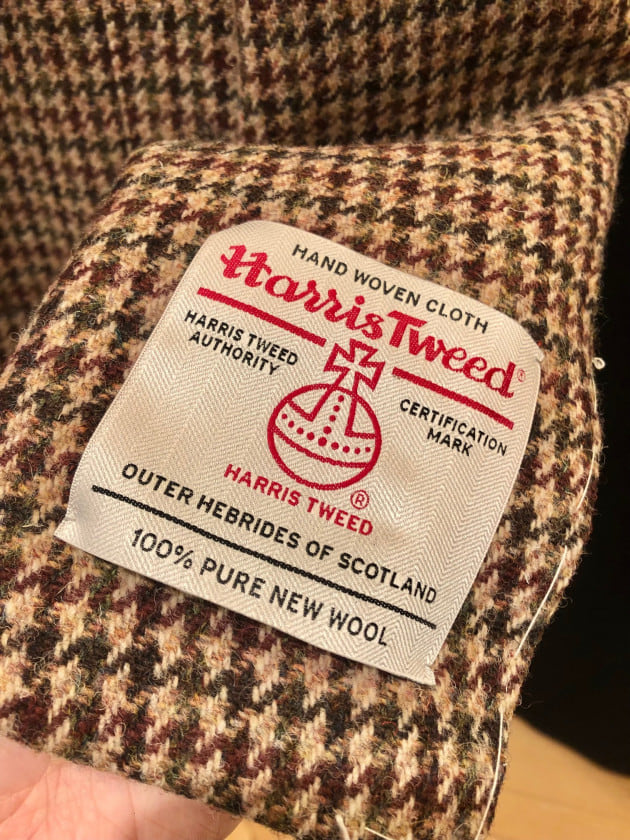 HAND WOVEN CLOTH
Harris Tweed®
HARRIS TWEED
AUTHORITY
CERTIFICATION
MARK
HARRIS TWEED ®
OUTER HEBRIDES OF SCOTLAND
100% PURE NEW WOOL